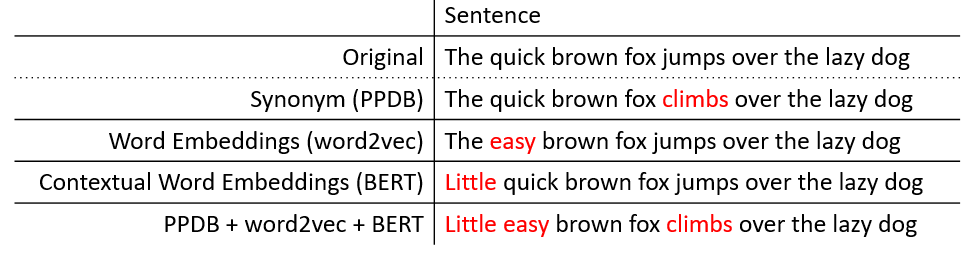 Sentence
Original The quick brown fox jumps over the lazy dog
Synonym (PPDB) The quick brown fox climbs over the lazy dog
Word Embeddings (word2vec) The easy brown fox jumps over the lazy dog
Contextual Word Embeddings (BERT) Little quick brown fox jumps over the lazy dog
PPDB + word2vec + BERT Little easy brown fox climbs over the lazy dog